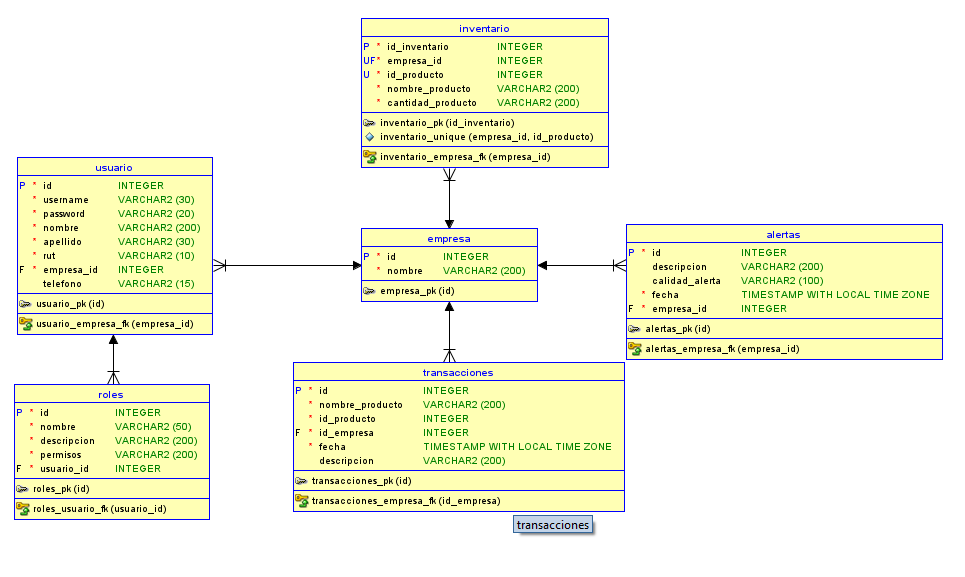 inventario
P * id_inventario INTEGER
UF* empresa_id INTEGER
U * id_producto INTEGER
* nombre_producto VARCHAR2 (200)
* cantidad_producto VARCHAR2 (200)
inventario_pk (id_inventario)
inventario_unique (empresa_id, id_producto)
inventario_empresa_fk (empresa_id)
usuario
P * id INTEGER
* username VARCHAR2 (30)
* password VARCHAR2 (20)
* nombre VARCHAR2 (200)
* apellido VARCHAR2 (30)
* rut VARCHAR2 (10)
F * empresa_id INTEGER
telefono VARCHAR2 (15)
usuario_pk (id)
usuario_empresa_fk (empresa_id)
empresa
P * id INTEGER
* nombre VARCHAR2 (200)
empresa_pk (id)
alertas
P * id INTEGER
descripcion VARCHAR2 (200)
calidad_alerta VARCHAR2 (100)
* fecha TIMESTAMP WITH LOCAL TIME ZONE
F * empresa_id INTEGER
alertas_pk (id)
alertas_empresa_fk (empresa_id)
roles
P * id INTEGER
* nombre VARCHAR2 (50)
* descripcion VARCHAR2 (200)
* permisos VARCHAR2 (200)
F * usuario_id INTEGER
roles_pk (id)
roles_usuario_fk (usuario_id)
transacciones
P * id INTEGER
* nombre_producto VARCHAR2 (200)
* id_producto INTEGER
F * id_empresa INTEGER
* fecha TIMESTAMP WITH LOCAL TIME ZONE
descripcion VARCHAR2 (200)
transacciones_pk (id)
transacciones_empresa_fk (id_empresa)
transacciones